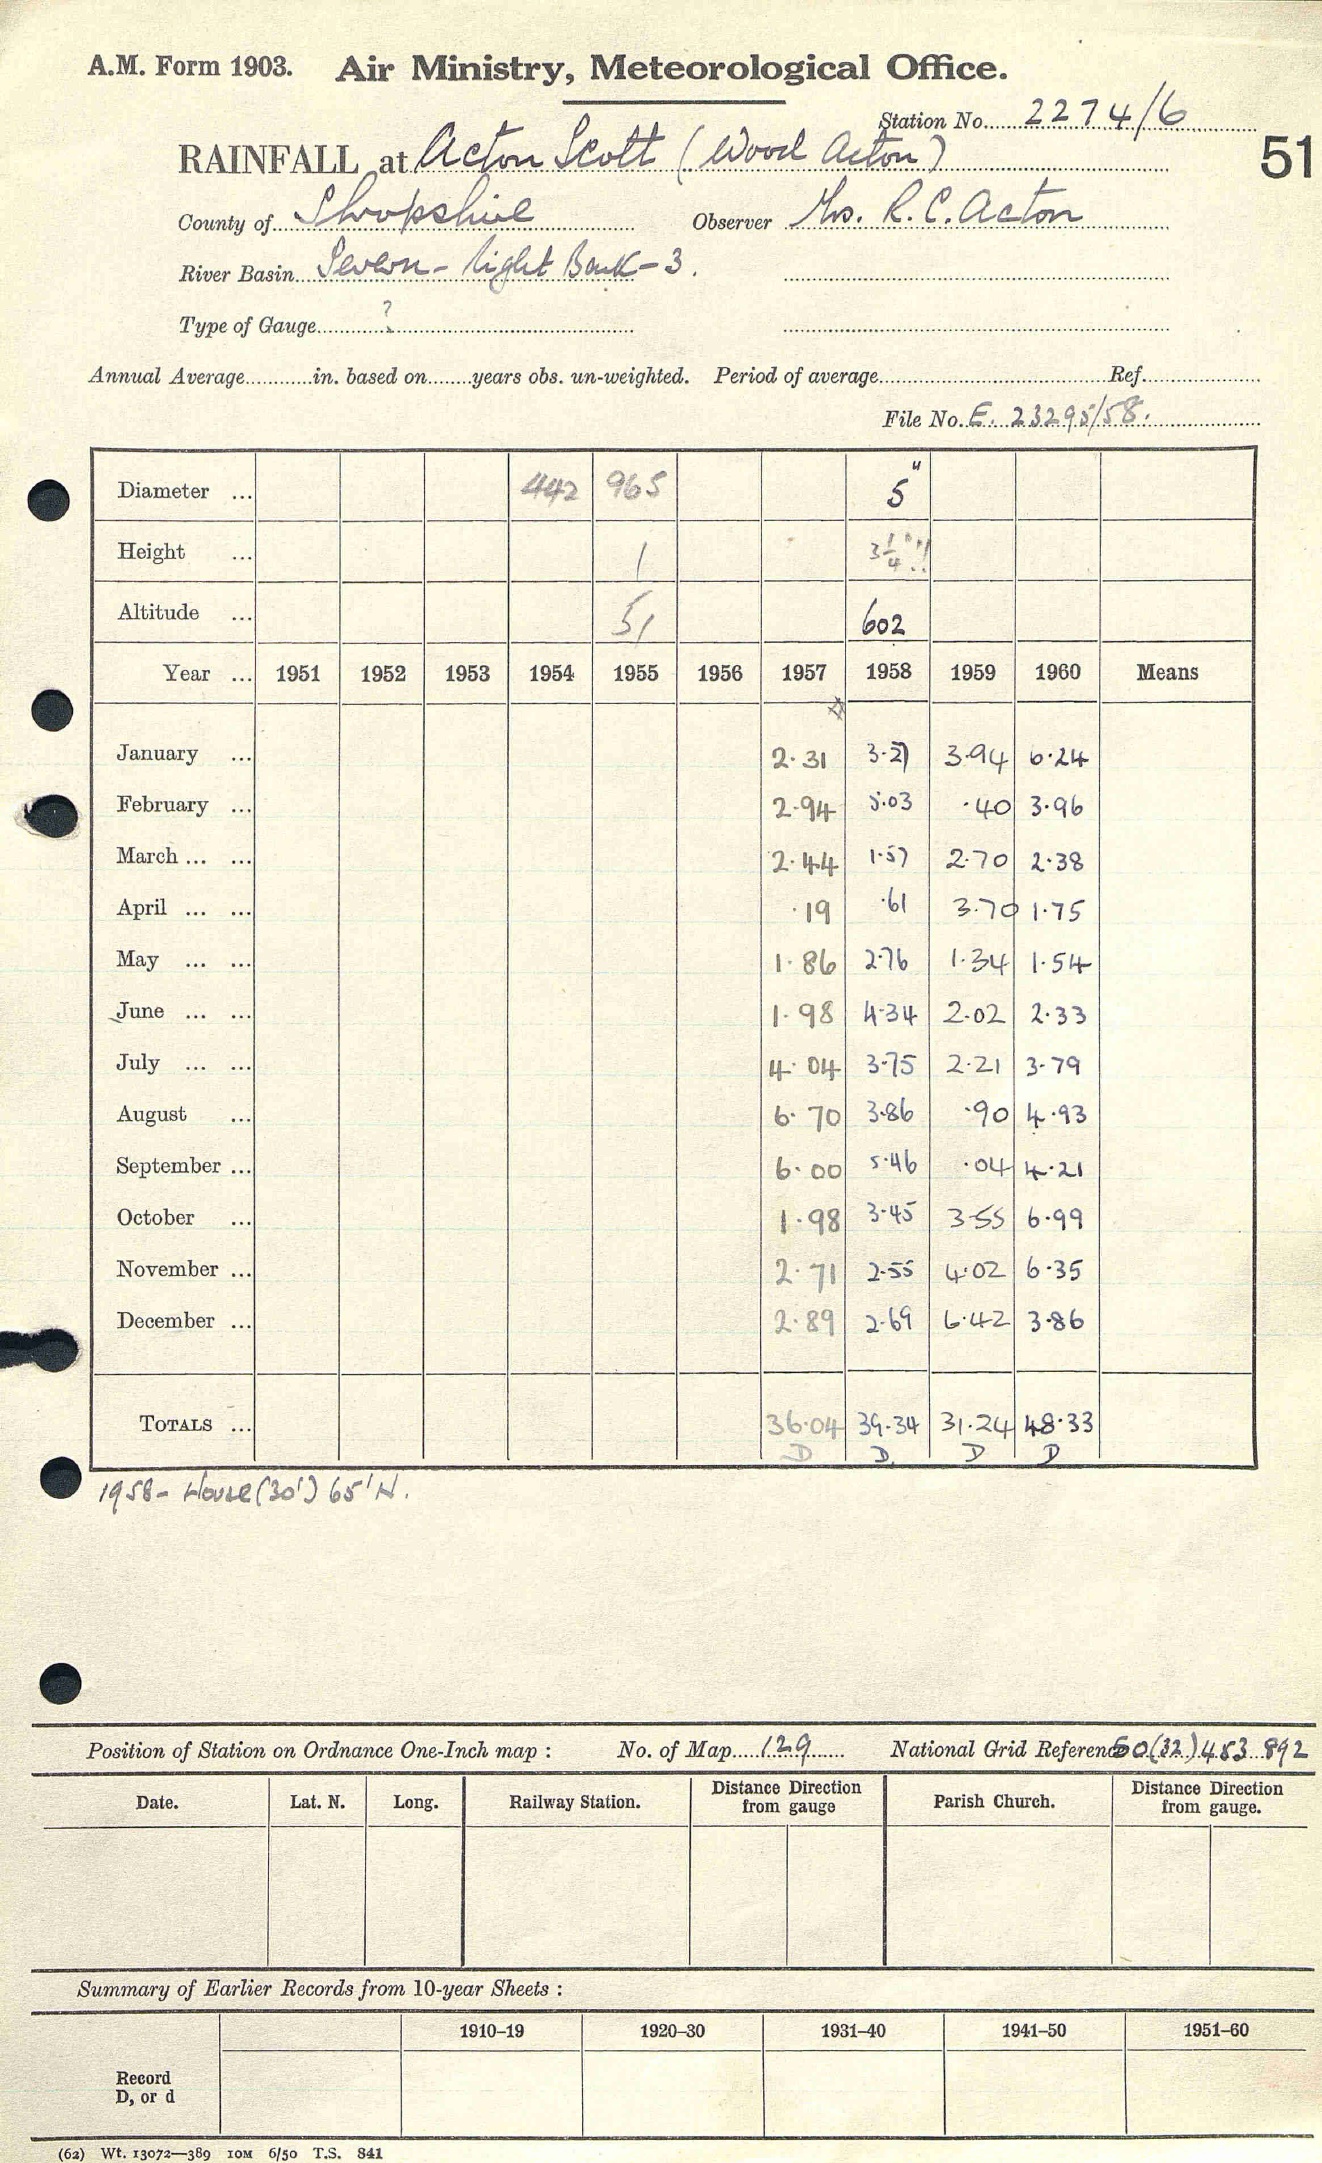 A.M. Form 1903. Air Ministry, Meteorological Office.
Station No. 2274/6
RAINFALL at Acton Scott (Wood Acton)
51
County of Shropshire Observer Mrs. R. C. Acton
River Basin Severn - Right Bank - 3.
Type of Gauge ?
Annual Average in. based on years obs. un-weighted. Period of average Ref.
File No. E. 23295/58.
Diameter ... 442 965 5"
Height ... 1 3¼"!!
Altitude ... 51 602
Year ... 1951 1952 1953 1954 1955 1956 1957 1958 1959 1960 Means
January ... 2.31 3.27 3.94 6.24
February ... 2.94 5.03 .40 3.96
March ... ... 2.44 1.57 2.70 2.38
April ... ... .19 .61 3.70 1.75
May ... ... 1.86 2.76 1.34 1.54
June ... ... 1.98 4.34 2.02 2.33
July ... ... 4.04 3.75 2.21 3.79
August ... 6.70 3.86 .90 4.93
September ... 6.00 5.46 .04 4.21
October ... 1.98 3.45 3.55 6.99
November ... 2.71 2.55 4.02 6.35
December ... 2.89 2.69 6.42 3.86
TOTALS ... 36.04 39.34 31.24 48.33
D D D D
1958 - House (30') 65' N.
Position of Station on Ordnance One-Inch map : No. of Map 129 National Grid Reference 50(32) 453 892
Date. Lat. N. Long. Railway Station. Distance Direction from gauge Parish Church. Distance Direction from gauge.
Summary of Earlier Records from 10-year Sheets :
1910–19 1920–30 1931–40 1941–50 1951–60
Record
D, or d
(62) Wt. 13072—389 10M 6/50 T.S. 841